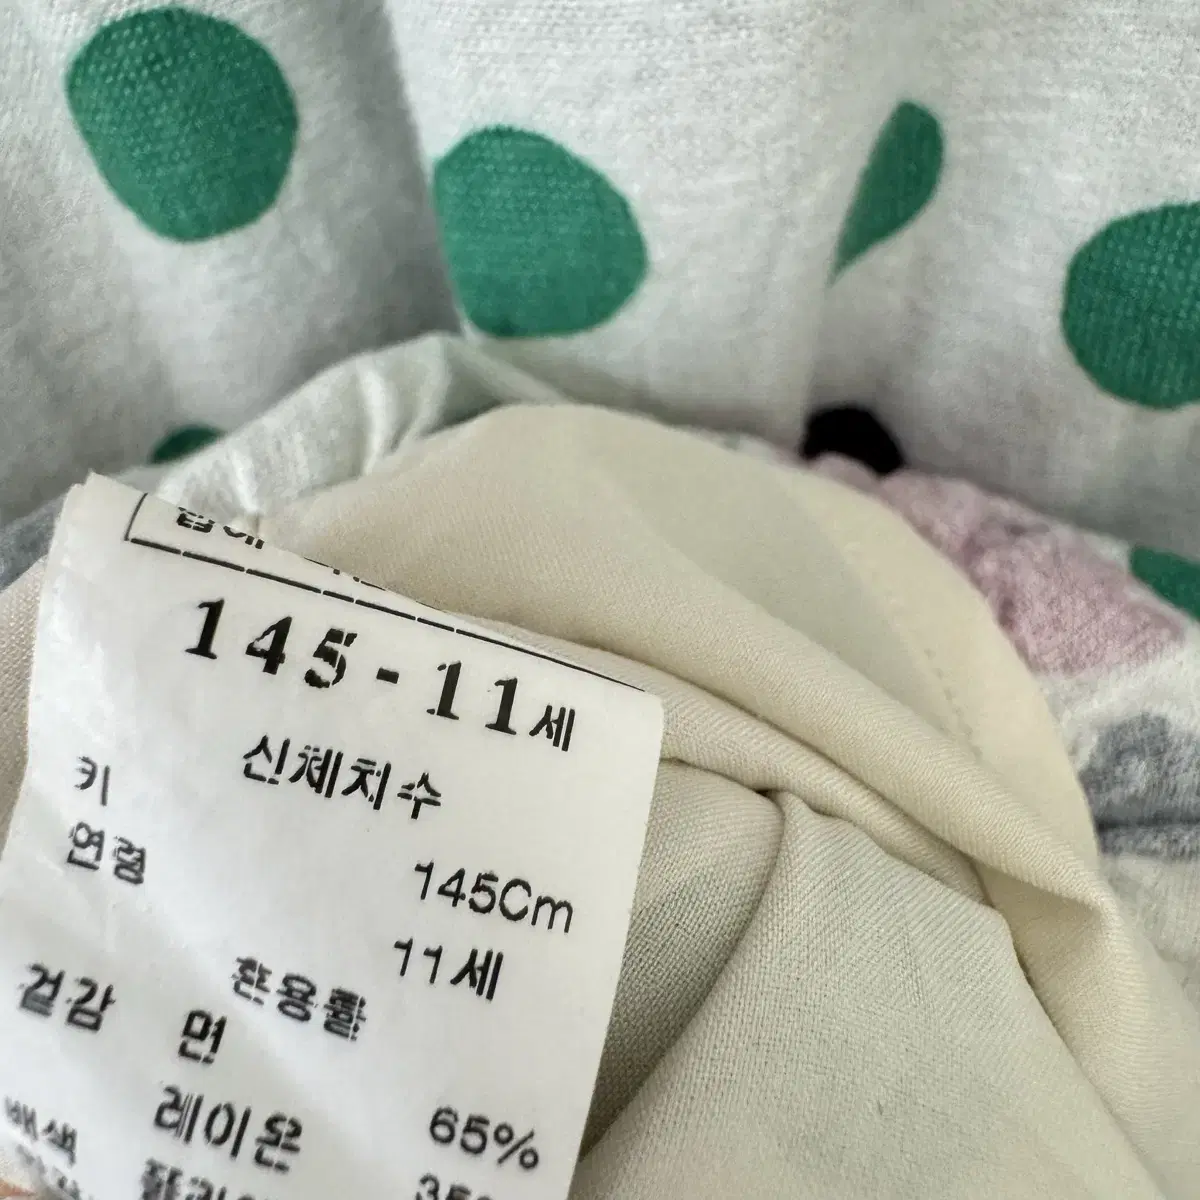 145-11세
신체치수
키 145Cm
연령 11세
혼용률
겉감 면 65%
레이온 35%
배색